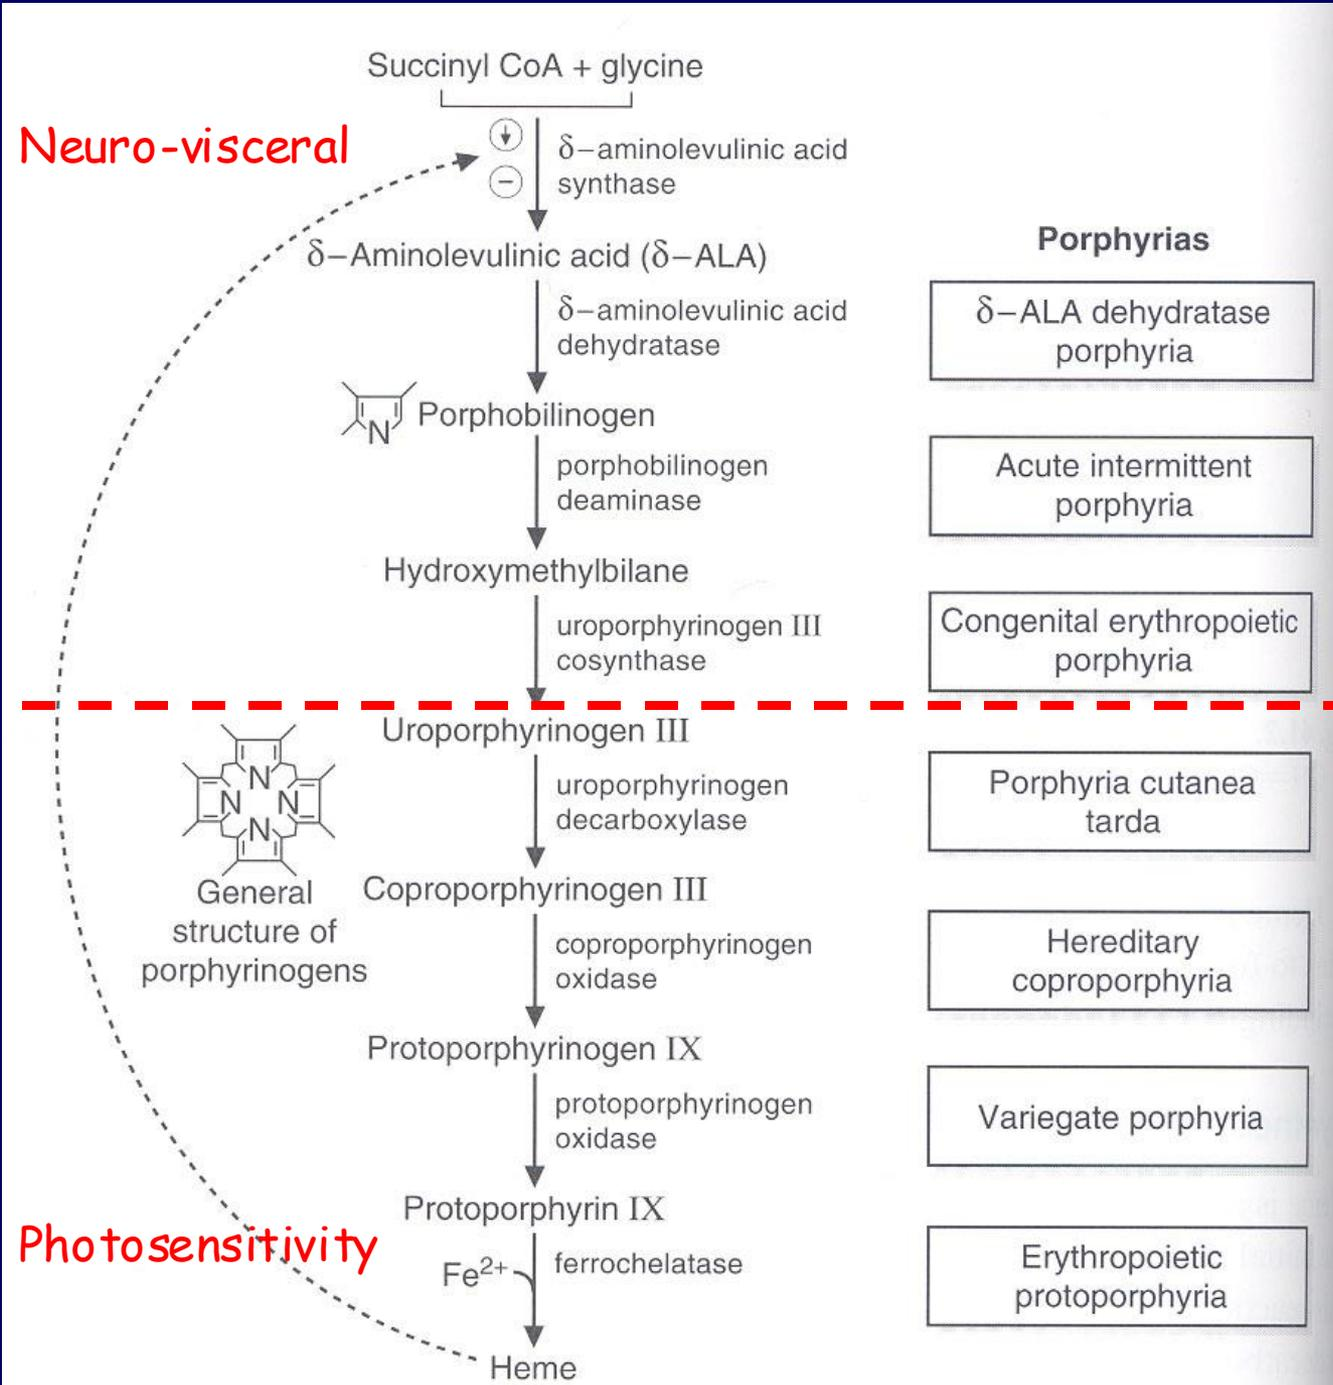 Succinyl CoA + glycine
Neuro-visceral
↓
−
δ–aminolevulinic acid
synthase
δ–Aminolevulinic acid (δ–ALA)
Porphyrias
δ–aminolevulinic acid
dehydratase
δ–ALA dehydratase
porphyria
N
Porphobilinogen
porphobilinogen
deaminase
Acute intermittent
porphyria
Hydroxymethylbilane
uroporphyrinogen III
cosynthase
Congenital erythropoietic
porphyria
Uroporphyrinogen III
N
N
N
N
General
structure of
porphyrinogens
uroporphyrinogen
decarboxylase
Porphyria cutanea
tarda
Coproporphyrinogen III
coproporphyrinogen
oxidase
Hereditary
coproporphyria
Protoporphyrinogen IX
protoporphyrinogen
oxidase
Variegate porphyria
Protoporphyrin IX
Photosensitivity
Fe2+
ferrochelatase
Erythropoietic
protoporphyria
Heme